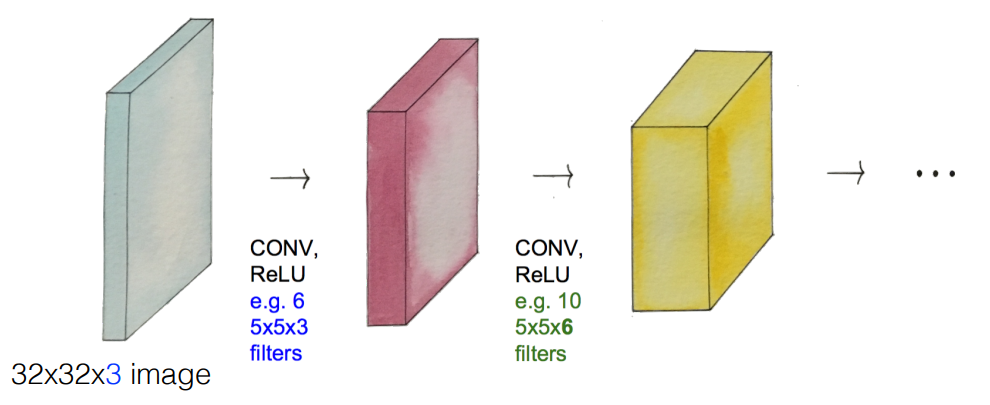 CONV,
ReLU
e.g. 6
5x5x3
filters
CONV,
ReLU
e.g. 10
5x5x6
filters
32x32x3 image